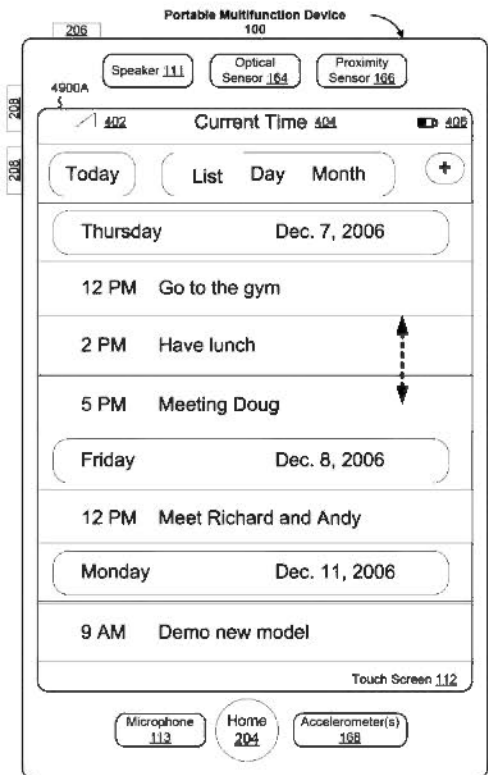 Portable Multifunction Device
100
206
Speaker 111
Optical
Sensor 164
Proximity
Sensor 166
4900A
208
208
402
Current Time 404
406
Today
List Day Month
+
Thursday Dec. 7, 2006
12 PM Go to the gym
2 PM Have lunch
5 PM Meeting Doug
Friday Dec. 8, 2006
12 PM Meet Richard and Andy
Monday Dec. 11, 2006
9 AM Demo new model
Touch Screen 112
Microphone
113
Home
204
Accelerometer(s)
168